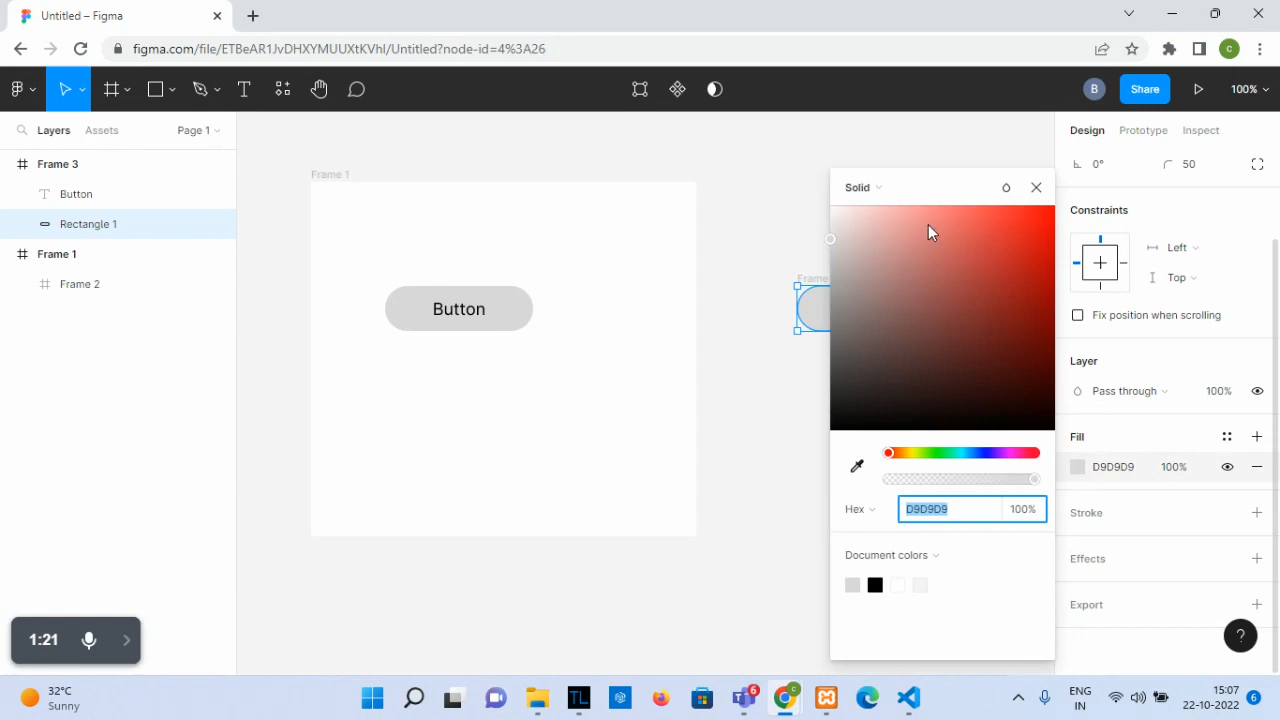 Untitled – Figma
figma.com/file/ETBeAR1JvDHXYMUUXtKVhl/Untitled?node-id=4%3A26
c
B
Share
100%
Layers
Assets
Page 1
Design
Prototype
Inspect
Frame 3
Button
Rectangle 1
Frame 1
Frame 2
Frame 1
Button
Frame
Solid
Hex
D9D9D9
100%
Document colors
0°
50
Constraints
Left
Top
Fix position when scrolling
Layer
Pass through
100%
Fill
D9D9D9
100%
Stroke
Effects
Export
?
1:21
32°C
Sunny
TL
6
c
ENG
IN
15:07
22-10-2022
6